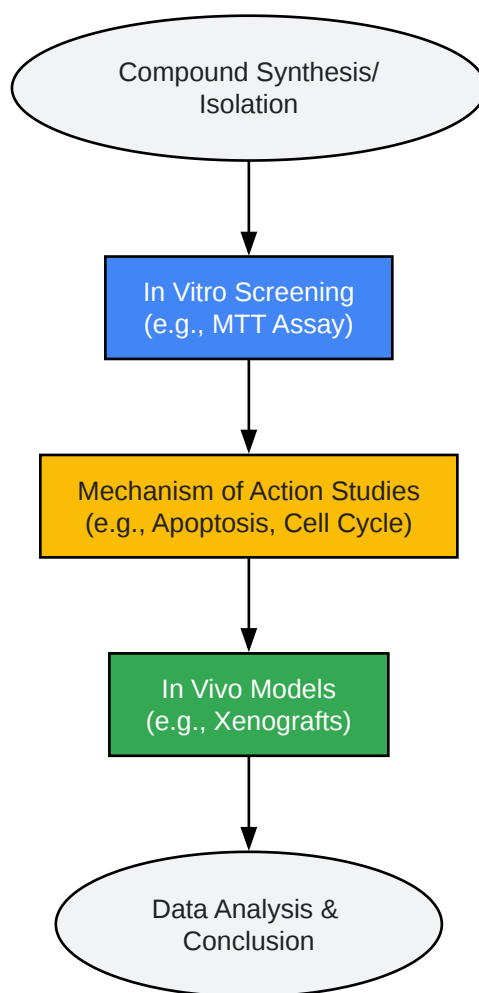 Compound Synthesis/
Isolation
In Vitro Screening
(e.g., MTT Assay)
Mechanism of Action Studies
(e.g., Apoptosis, Cell Cycle)
In Vivo Models
(e.g., Xenografts)
Data Analysis &
Conclusion